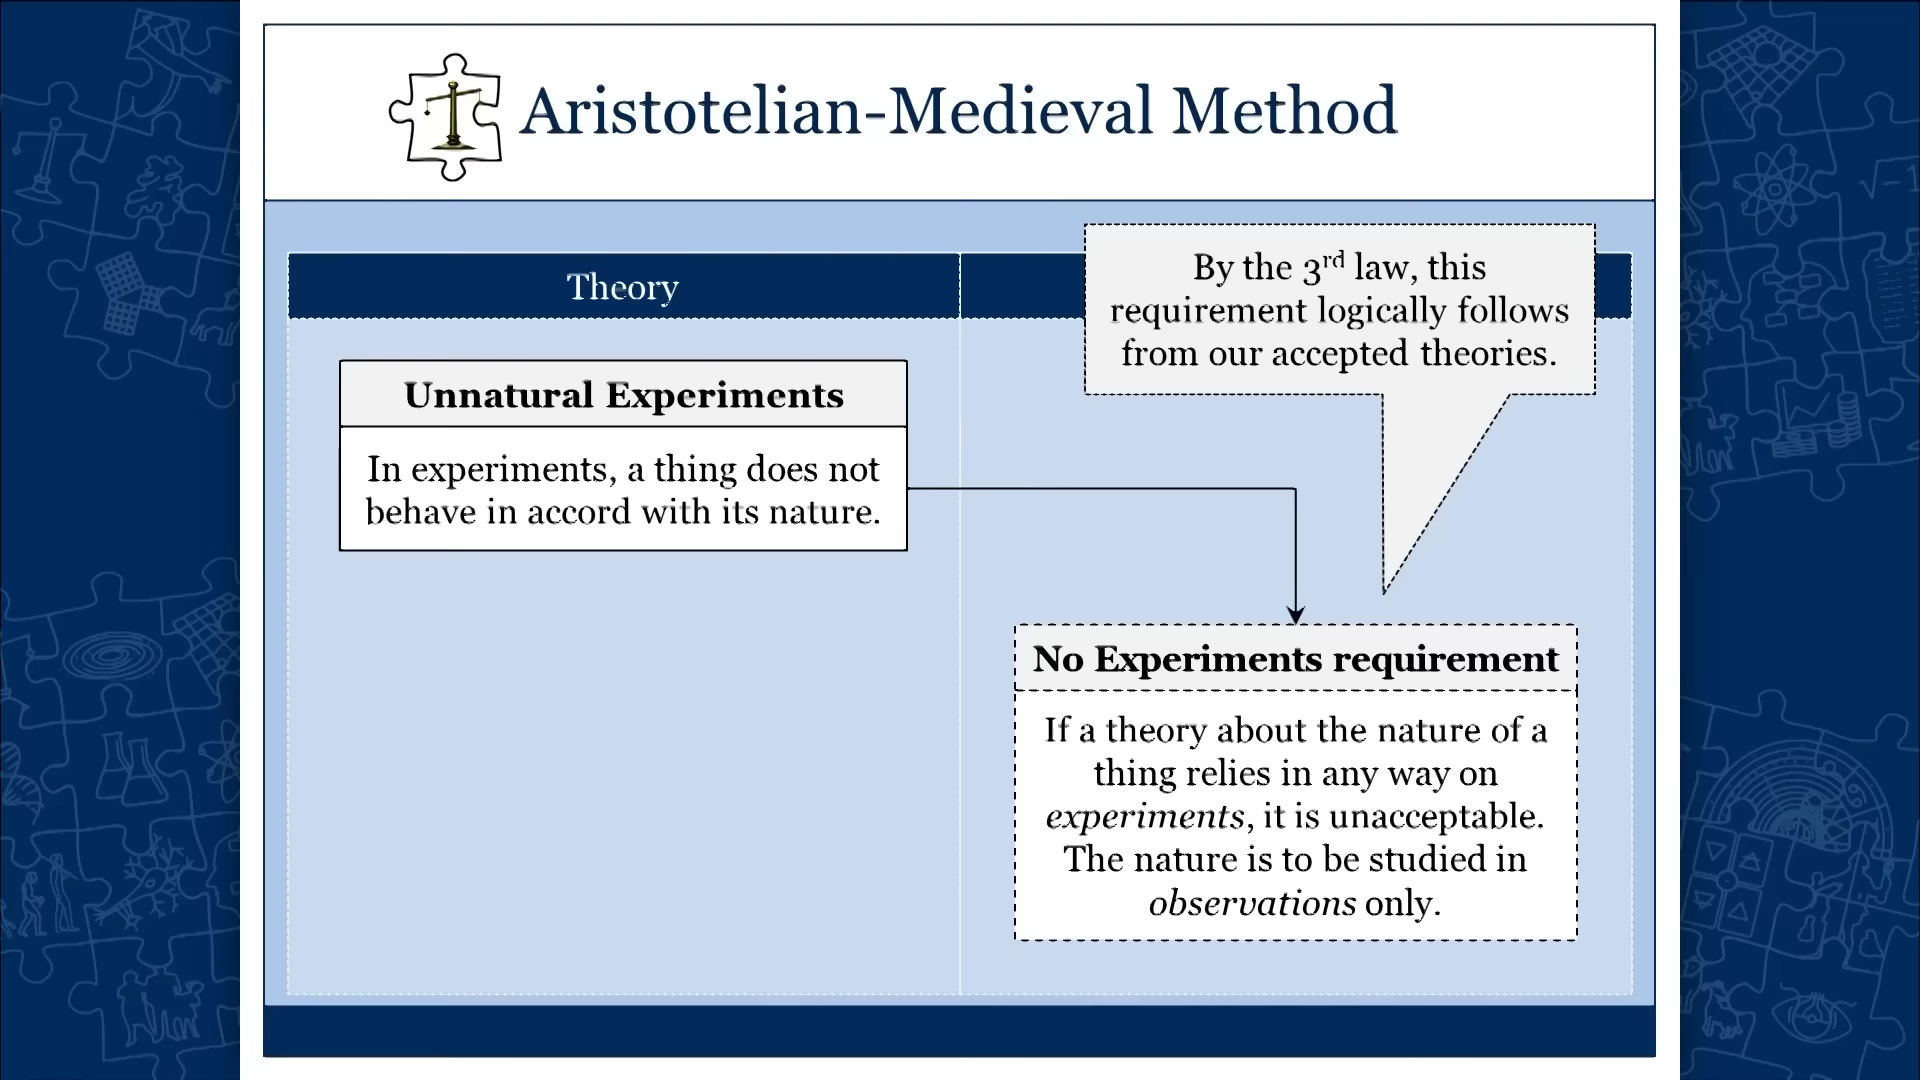 Aristotelian-Medieval Method
Theory
By the 3rd law, this
requirement logically follows
from our accepted theories.
Unnatural Experiments
In experiments, a thing does not
behave in accord with its nature.
No Experiments requirement
If a theory about the nature of a
thing relies in any way on
experiments, it is unacceptable.
The nature is to be studied in
observations only.
√-1